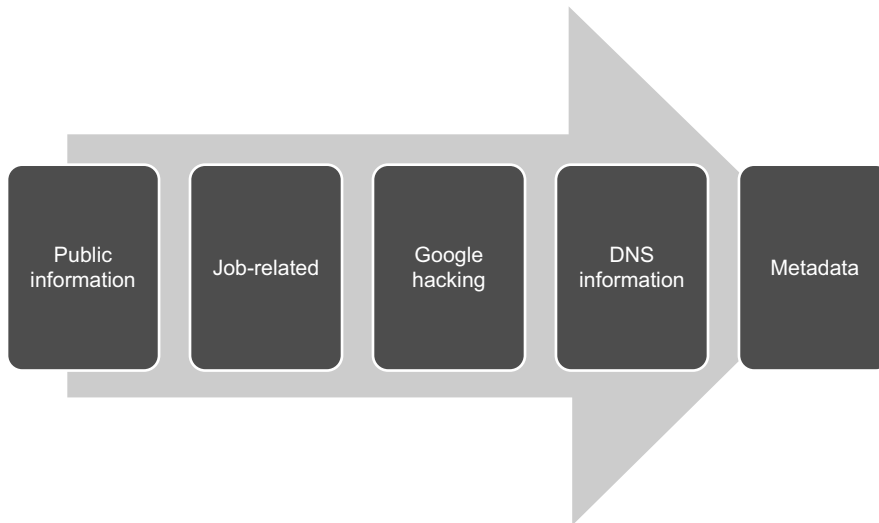 Public
information
Job-related
Google
hacking
DNS
information
Metadata